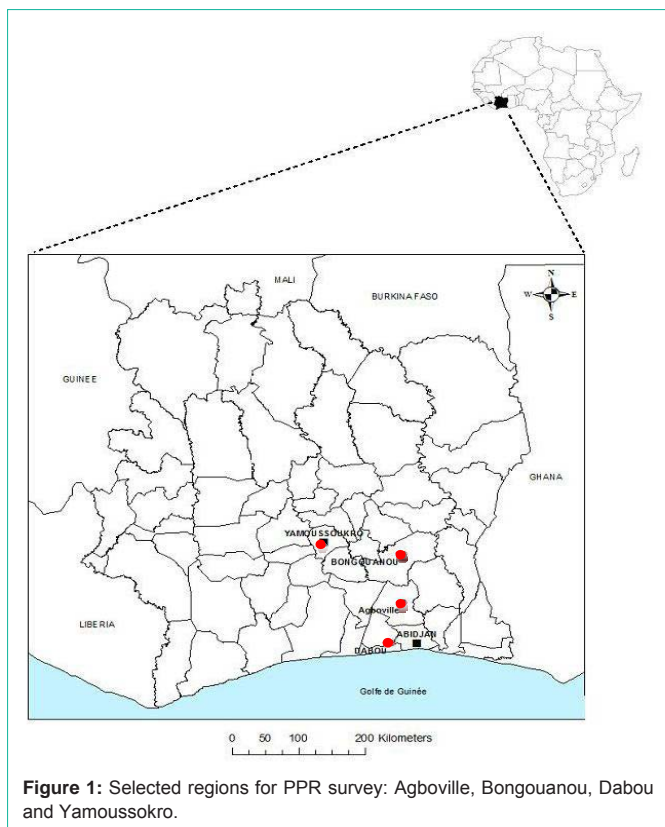 MALI
BURKINA FASO
N
W E
S
GUINEE
GHANA
YAMOUSSOUKRO
BONGOUANOU
Agboville
LIBERIA
ABIDJAN
DABOU
Golfe de Guinée
0 50 100 200 Kilometers
Figure 1: Selected regions for PPR survey: Agboville, Bongouanou, Dabou
and Yamoussokro.